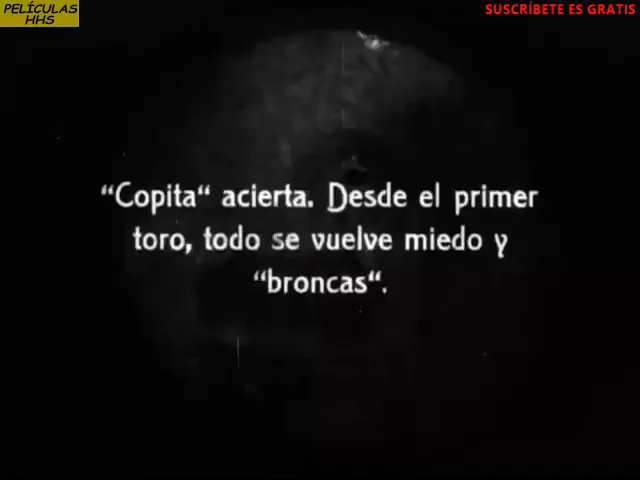 PELÍCULAS
HHS
SUSCRÍBETE ES GRATIS
“Copita“ acierta. Desde el primer
toro, todo se vuelve miedo y
“broncas“.